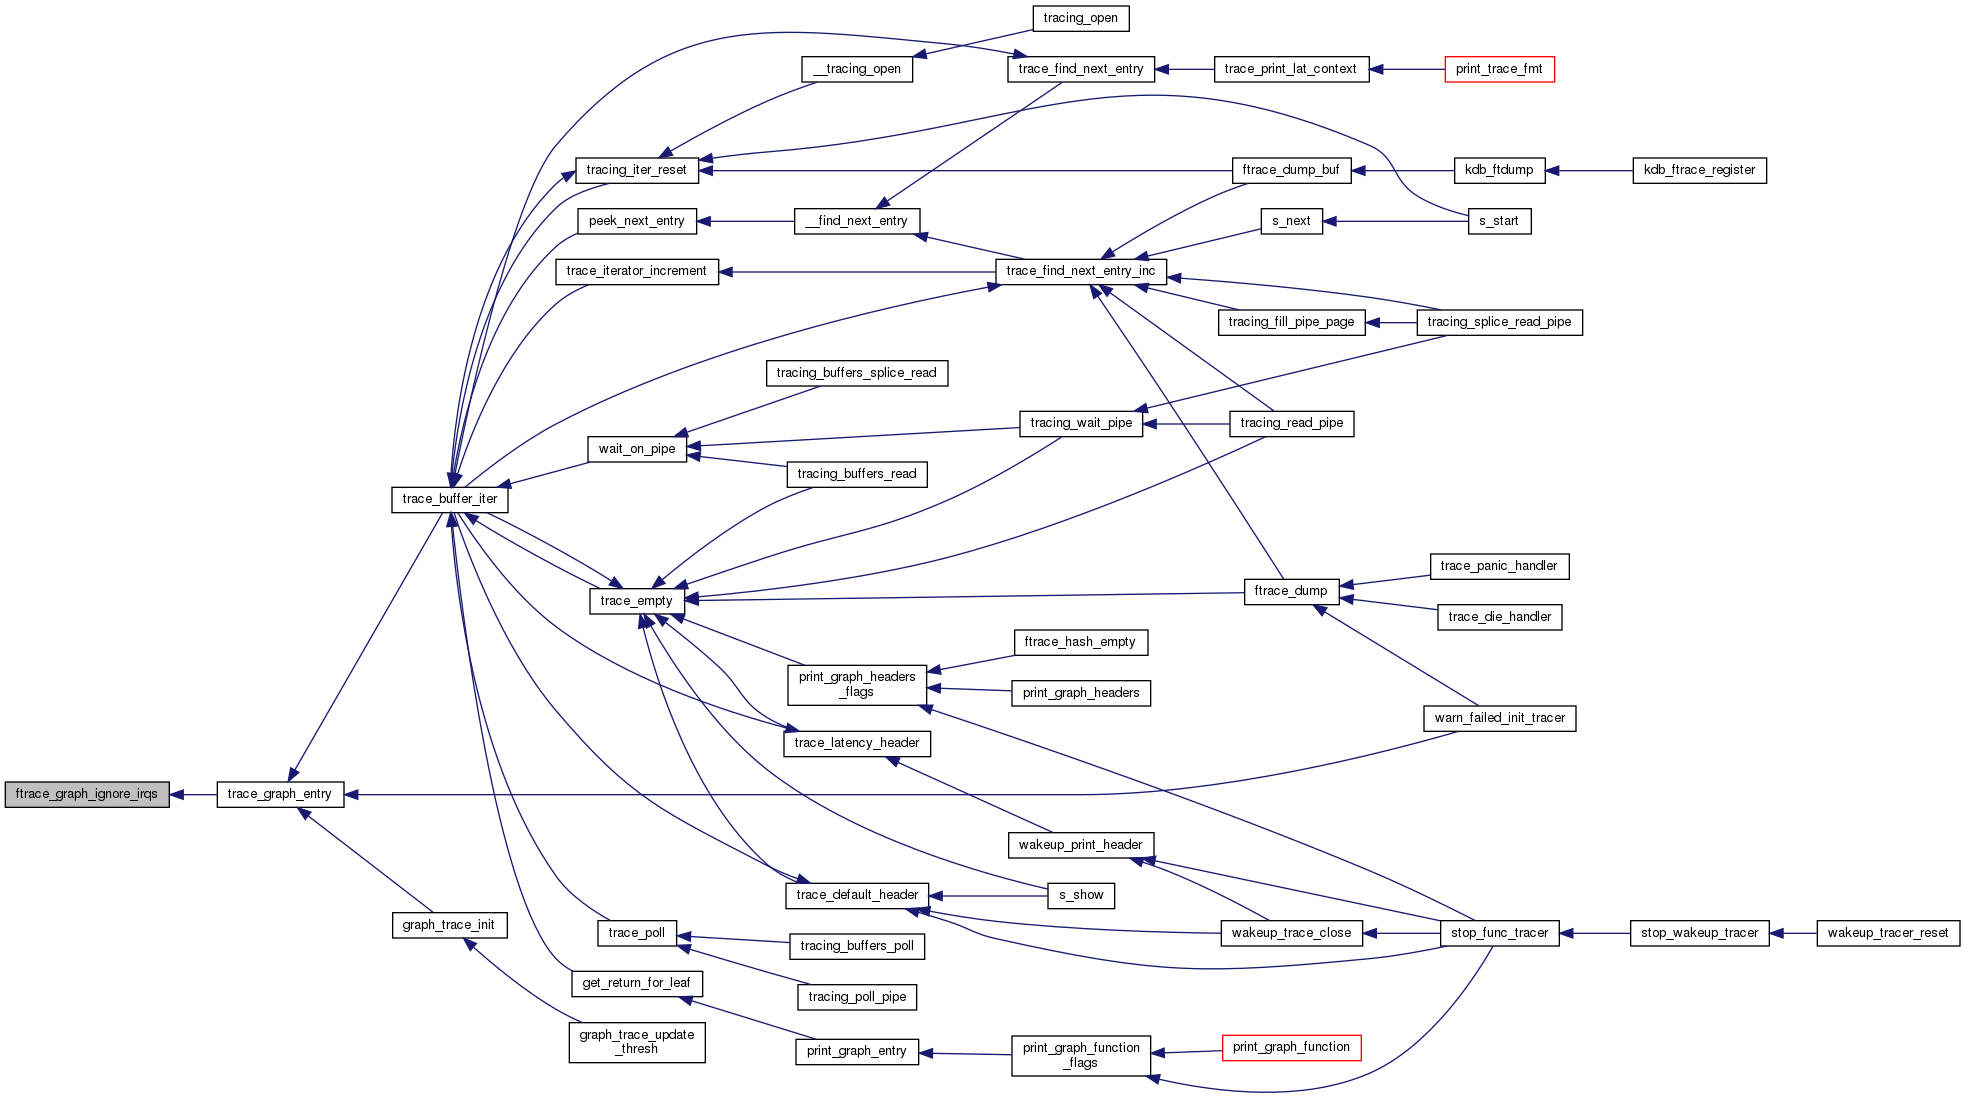 tracing_open
__tracing_open
trace_find_next_entry
trace_print_lat_context
print_trace_fmt
tracing_iter_reset
ftrace_dump_buf
kdb_ftdump
kdb_ftrace_register
peek_next_entry
__find_next_entry
s_next
s_start
trace_iterator_increment
trace_find_next_entry_inc
tracing_fill_pipe_page
tracing_splice_read_pipe
tracing_buffers_splice_read
tracing_wait_pipe
tracing_read_pipe
wait_on_pipe
tracing_buffers_read
trace_buffer_iter
trace_panic_handler
trace_empty
ftrace_dump
trace_die_handler
ftrace_hash_empty
print_graph_headers
_flags
print_graph_headers
warn_failed_init_tracer
trace_latency_header
ftrace_graph_ignore_irqs
trace_graph_entry
wakeup_print_header
trace_default_header
s_show
graph_trace_init
trace_poll
tracing_buffers_poll
wakeup_trace_close
stop_func_tracer
stop_wakeup_tracer
wakeup_tracer_reset
get_return_for_leaf
tracing_poll_pipe
graph_trace_update
_thresh
print_graph_entry
print_graph_function
_flags
print_graph_function